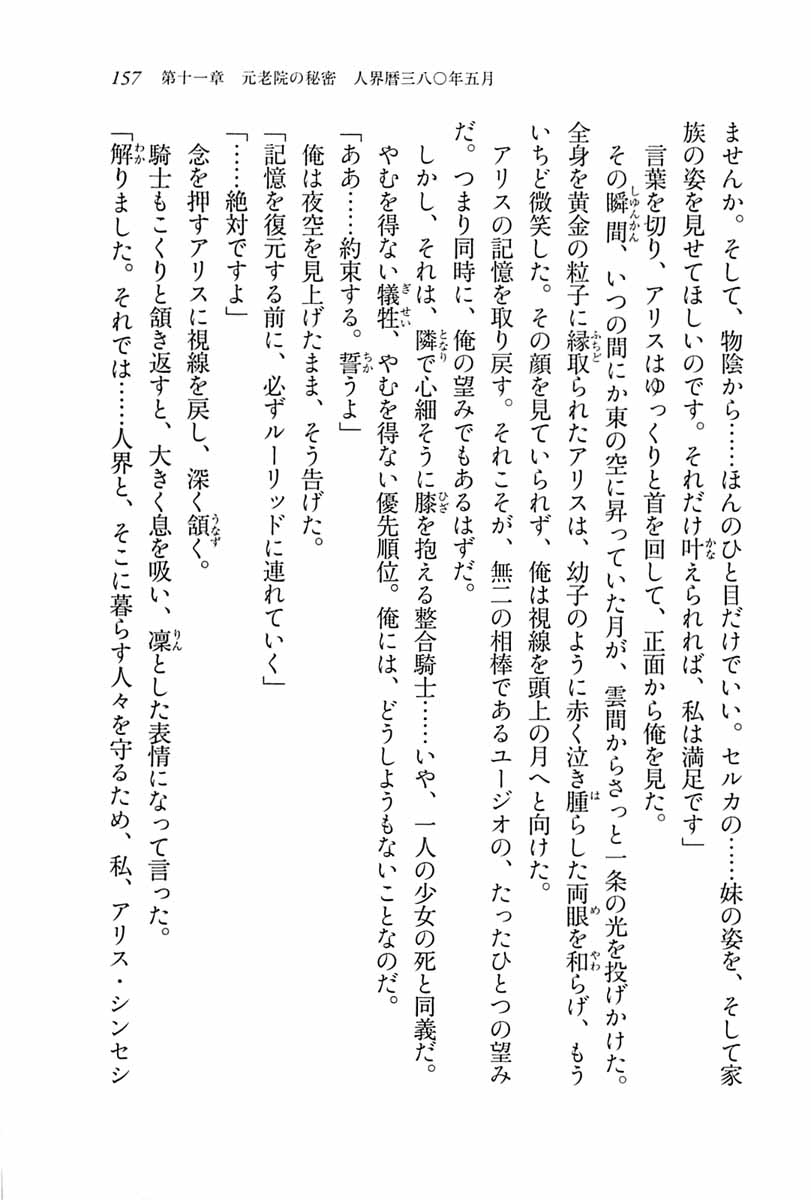 157　第十一章　元老院の秘密　人界暦三八〇年五月
ませんか。そして、物陰から……ほんのひと目だけでいい。セルカの……妹の姿を、そして家
族の姿を見せてほしいのです。それだけ叶えられれば、私は満足です」
　言葉を切り、アリスはゆっくりと首を回して、正面から俺を見た。
　その瞬間、いつの間にか東の空に昇っていた月が、雲間からさっと一条の光を投げかけた。
全身を黄金の粒子に縁取られたアリスは、幼子のように赤く泣き腫らした両眼を和らげ、もう
いちど微笑した。その顔を見ていられず、俺は視線を頭上の月へと向けた。
　アリスの記憶を取り戻す。それこそが、無二の相棒であるユージオの、たったひとつの望み
だ。つまり同時に、俺の望みでもあるはずだ。
　しかし、それは、隣で心細そうに膝を抱える整合騎士……いや、一人の少女の死と同義だ。
　やむを得ない犠牲、やむを得ない優先順位。俺には、どうしようもないことなのだ。
「ああ……約束する。誓うよ」
　俺は夜空を見上げたまま、そう告げた。
「記憶を復元する前に、必ずルーリッドに連れていく」
「……絶対ですよ」
　念を押すアリスに視線を戻し、深く頷く。
　騎士もこくりと頷き返すと、大きく息を吸い、凜とした表情になって言った。
「解りました。それでは……人界と、そこに暮らす人々を守るため、私、アリス・シンセシ